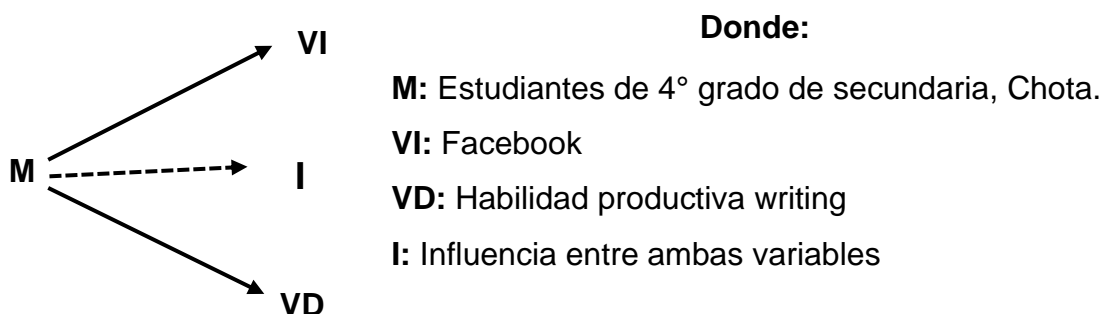 VI
M
I
VD
Donde:
M: Estudiantes de 4° grado de secundaria, Chota.
VI: Facebook
VD: Habilidad productiva writing
I: Influencia entre ambas variables